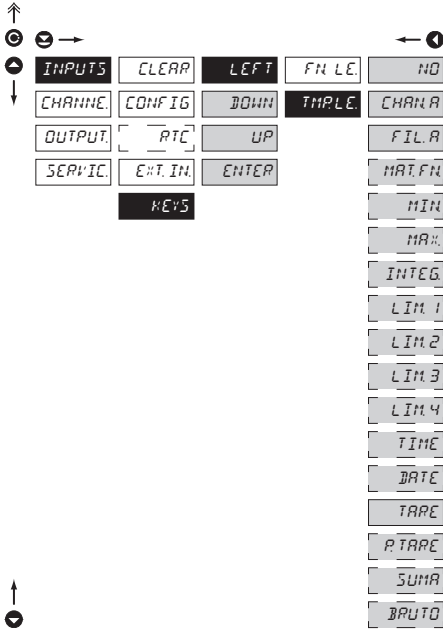 INPUTS CLEAR LEFT FN. LE. NO
CHANNE. CONFIG DOWN TMP.LE. CHAN. A
OUTPUT. RTC UP FIL. A
SERVIC. EXT. IN. ENTER MAT.FN.
KEYS MIN.
MAX.
INTEG.
LIM. 1
LIM. 2
LIM. 3
LIM. 4
TIME
DATE
TARE
P.TARE
SUMA
BRUTO